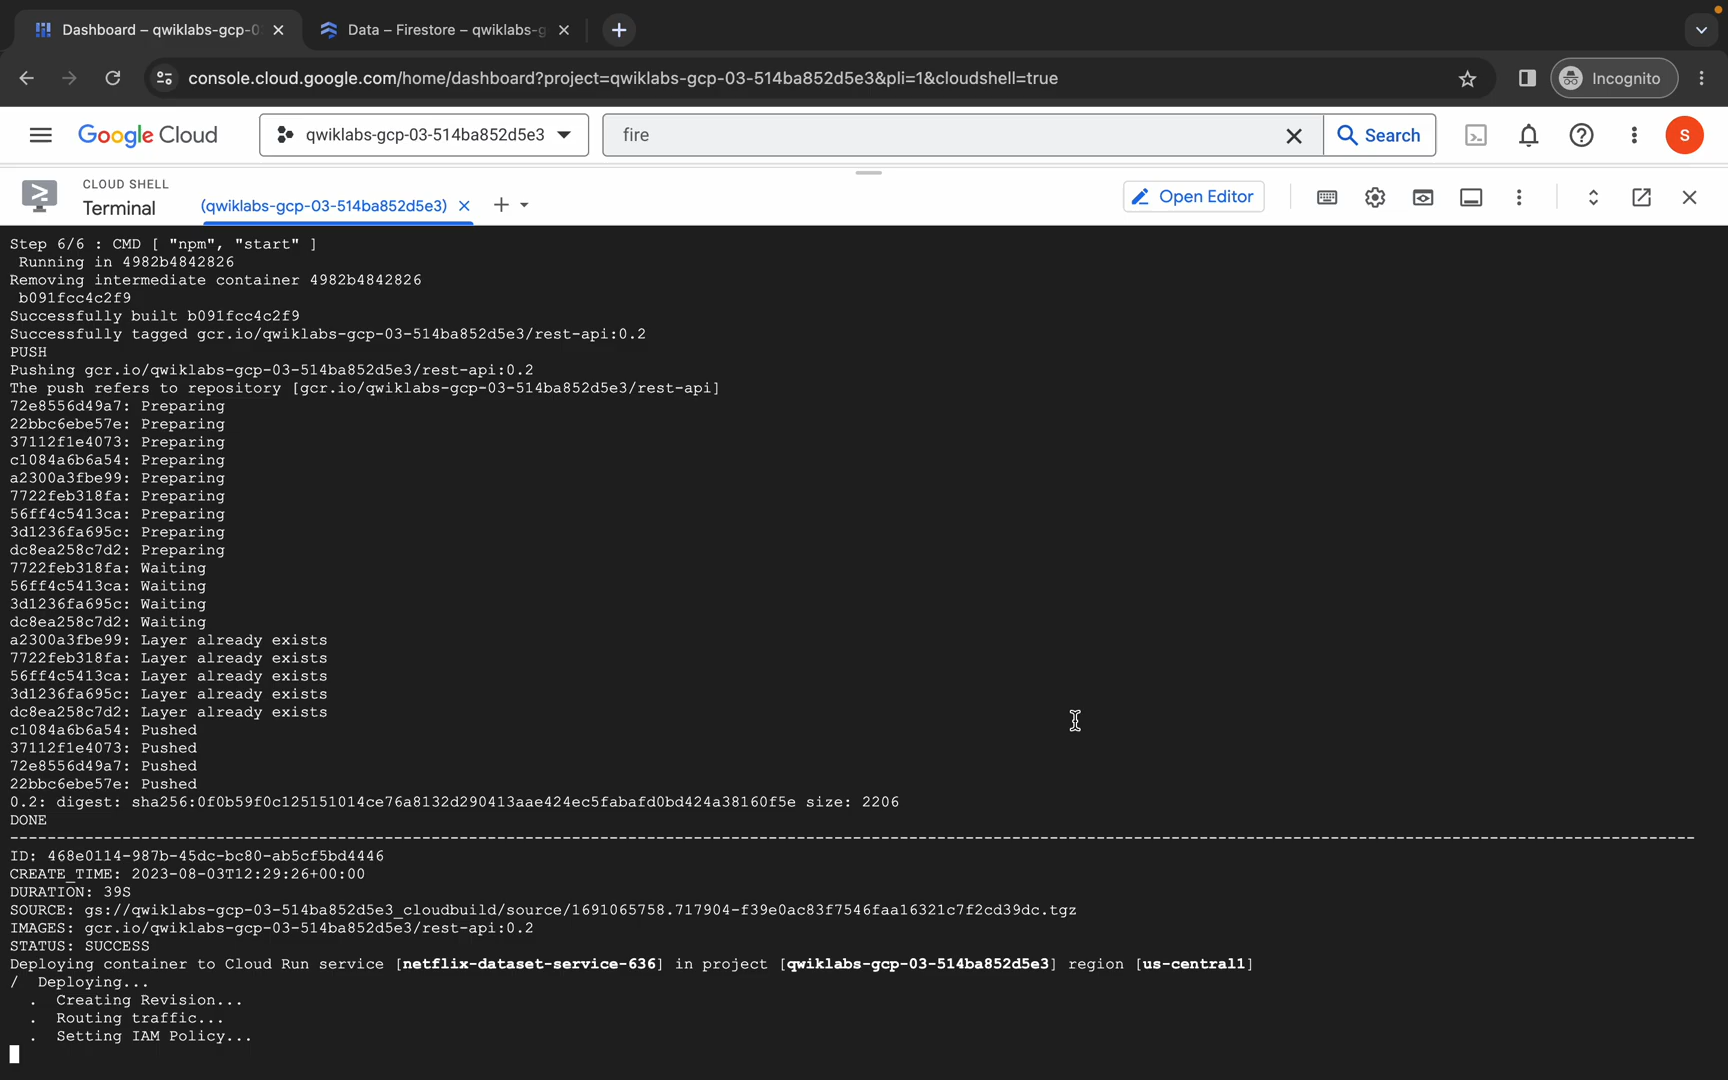 Dashboard – qwiklabs-gcp-0
Data – Firestore – qwiklabs-g
console.cloud.google.com/home/dashboard?project=qwiklabs-gcp-03-514ba852d5e3&pli=1&cloudshell=true
Incognito
Google Cloud
qwiklabs-gcp-03-514ba852d5e3
fire
Search
S
CLOUD SHELL
Terminal
(qwiklabs-gcp-03-514ba852d5e3)
Open Editor
Step 6/6 : CMD [ "npm", "start" ]
Running in 4982b4842826
Removing intermediate container 4982b4842826
b091fcc4c2f9
Successfully built b091fcc4c2f9
Successfully tagged gcr.io/qwiklabs-gcp-03-514ba852d5e3/rest-api:0.2
PUSH
Pushing gcr.io/qwiklabs-gcp-03-514ba852d5e3/rest-api:0.2
The push refers to repository [gcr.io/qwiklabs-gcp-03-514ba852d5e3/rest-api]
72e8556d49a7: Preparing
22bbc6ebe57e: Preparing
37112f1e4073: Preparing
c1084a6b6a54: Preparing
a2300a3fbe99: Preparing
7722feb318fa: Preparing
56ff4c5413ca: Preparing
3d1236fa695c: Preparing
dc8ea258c7d2: Preparing
7722feb318fa: Waiting
56ff4c5413ca: Waiting
3d1236fa695c: Waiting
dc8ea258c7d2: Waiting
a2300a3fbe99: Layer already exists
7722feb318fa: Layer already exists
56ff4c5413ca: Layer already exists
3d1236fa695c: Layer already exists
dc8ea258c7d2: Layer already exists
c1084a6b6a54: Pushed
37112f1e4073: Pushed
72e8556d49a7: Pushed
22bbc6ebe57e: Pushed
0.2: digest: sha256:0f0b59f0c125151014ce76a8132d290413aae424ec5fabafd0bd424a38160f5e size: 2206
DONE
--------------------------------------------------------------------------------
ID: 468e0114-987b-45dc-bc80-ab5cf5bd4446
CREATE_TIME: 2023-08-03T12:29:26+00:00
DURATION: 39S
SOURCE: gs://qwiklabs-gcp-03-514ba852d5e3_cloudbuild/source/1691065758.717904-f39e0ac83f7546faa16321c7f2cd39dc.tgz
IMAGES: gcr.io/qwiklabs-gcp-03-514ba852d5e3/rest-api:0.2
STATUS: SUCCESS
Deploying container to Cloud Run service [netflix-dataset-service-636] in project [qwiklabs-gcp-03-514ba852d5e3] region [us-central1]
/ Deploying...
. Creating Revision...
. Routing traffic...
. Setting IAM Policy...